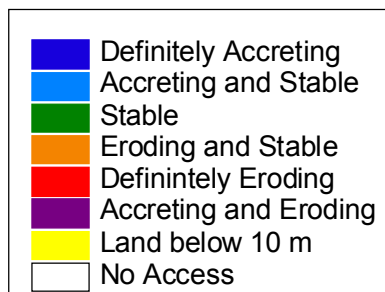 Definitely Accreting
Accreting and Stable
Stable
Eroding and Stable
Definintely Eroding
Accreting and Eroding
Land below 10 m
No Access